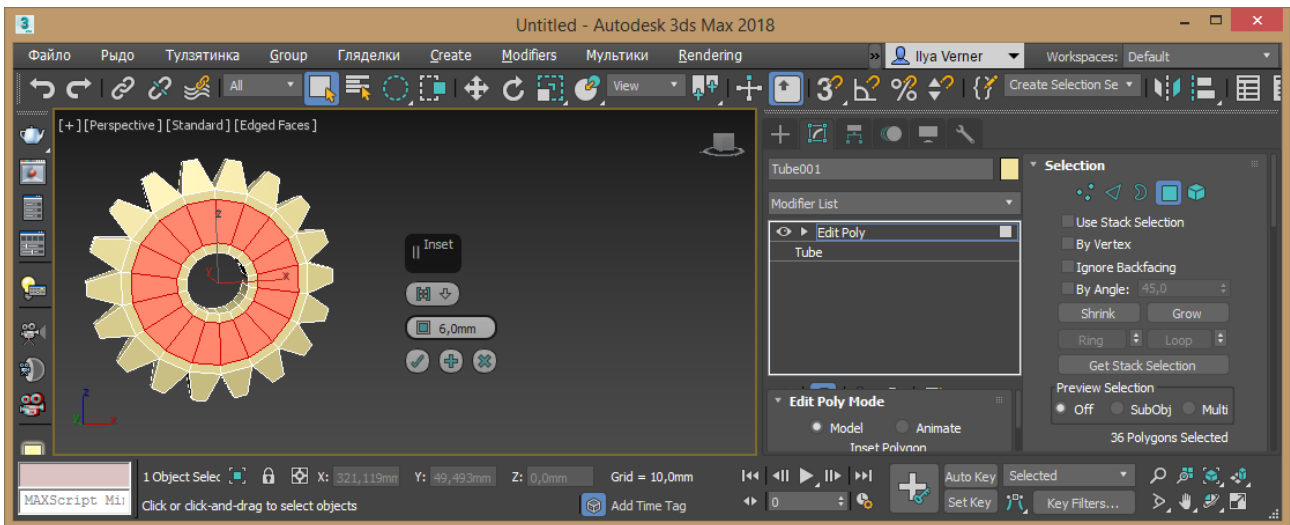 3
Untitled - Autodesk 3ds Max 2018
Файло Рыдо Тулзятинка Group Гляделки Create Modifiers Мультики Rendering » Ilya Verner Workspaces: Default
All View Create Selection Se
[+] [Perspective] [Standard] [Edged Faces]
Tube001
Modifier List
Edit Poly
Tube
Edit Poly Mode
Model Animate
Inset Polygon
Selection
Use Stack Selection
By Vertex
Ignore Backfacing
By Angle: 45,0
Shrink Grow
Ring Loop
Get Stack Selection
Preview Selection
Off SubObj Multi
36 Polygons Selected
z
y x
Inset
6,0mm
z
y x
1 Object Selec X: 321,119mm Y: 49,493mm Z: 0,0mm Grid = 10,0mm Auto Key Selected
MAXScript Mi Click or click-and-drag to select objects Add Time Tag 0 Set Key Key Filters...